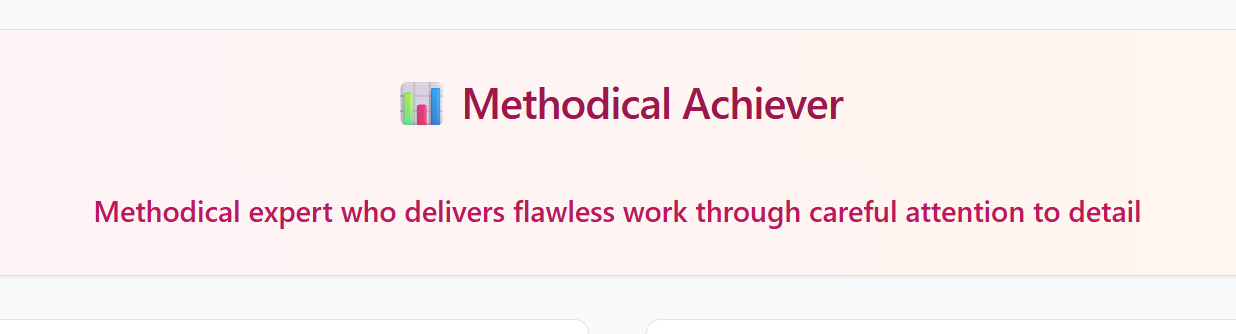 Methodical Achiever
Methodical expert who delivers flawless work through careful attention to detail